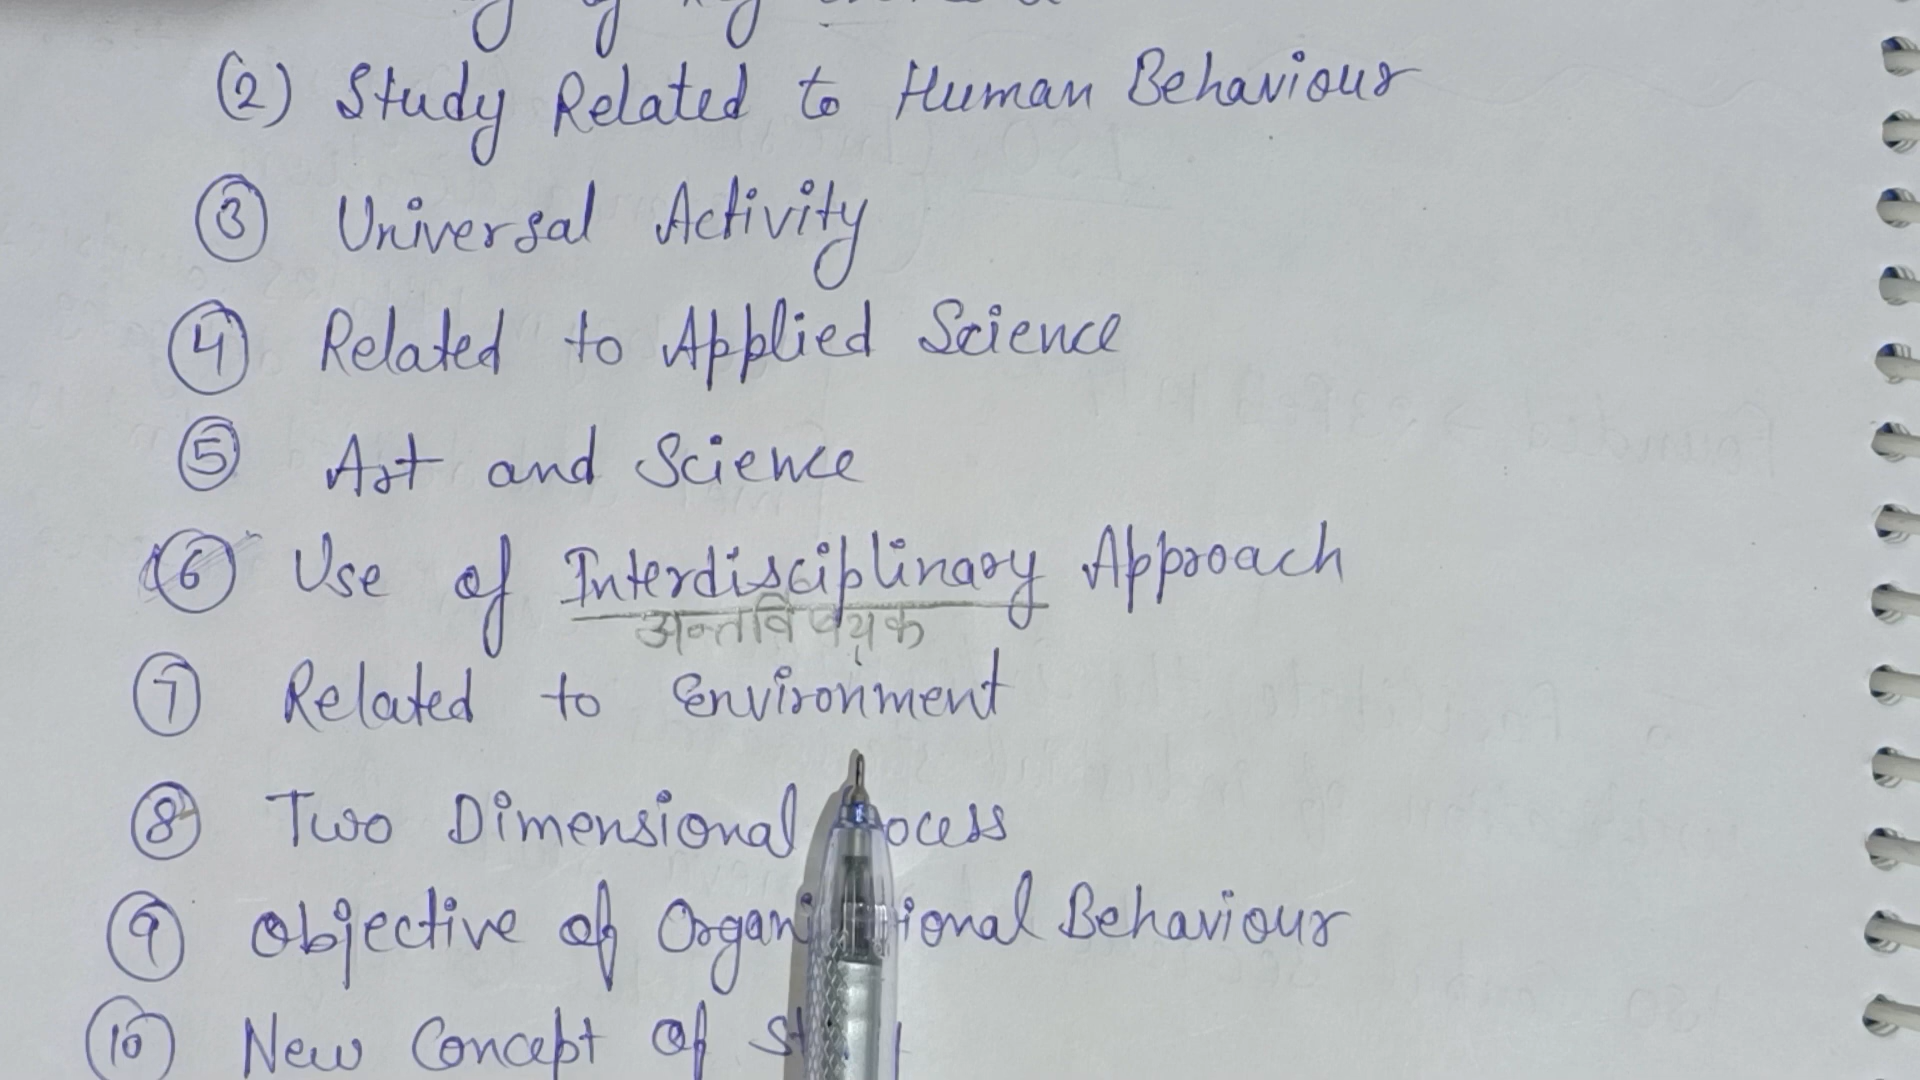 (2) Study Related to Human Behaviour
(3) Universal Activity
(4) Related to Applied Science
(5) Art and Science
(6) Use of Interdisciplinary Approach
अन्तर्विषयक
(7) Related to Environment
(8) Two Dimensional
(9) Objective of Behaviour
(10) New Concept of